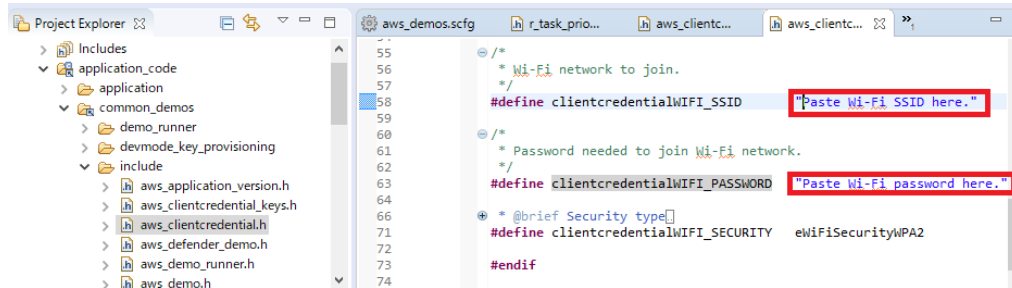 Project Explorer
Includes
application_code
application
common_demos
demo_runner
devmode_key_provisioning
include
aws_application_version.h
aws_clientcredential_keys.h
aws_clientcredential.h
aws_defender_demo.h
aws_demo_runner.h
aws_demo.h
aws_demos.scfg r_task_prio... aws_clientc... aws_clientc... »1
55 /*
56 * Wi-Fi network to join.
57 */
58 #define clientcredentialWIFI_SSID "Paste Wi-Fi SSID here."
59
60 /*
61 * Password needed to join Wi-Fi network.
62 */
63 #define clientcredentialWIFI_PASSWORD "Paste Wi-Fi password here."
64
66 * @brief Security type
71 #define clientcredentialWIFI_SECURITY eWiFiSecurityWPA2
72
73 #endif
74